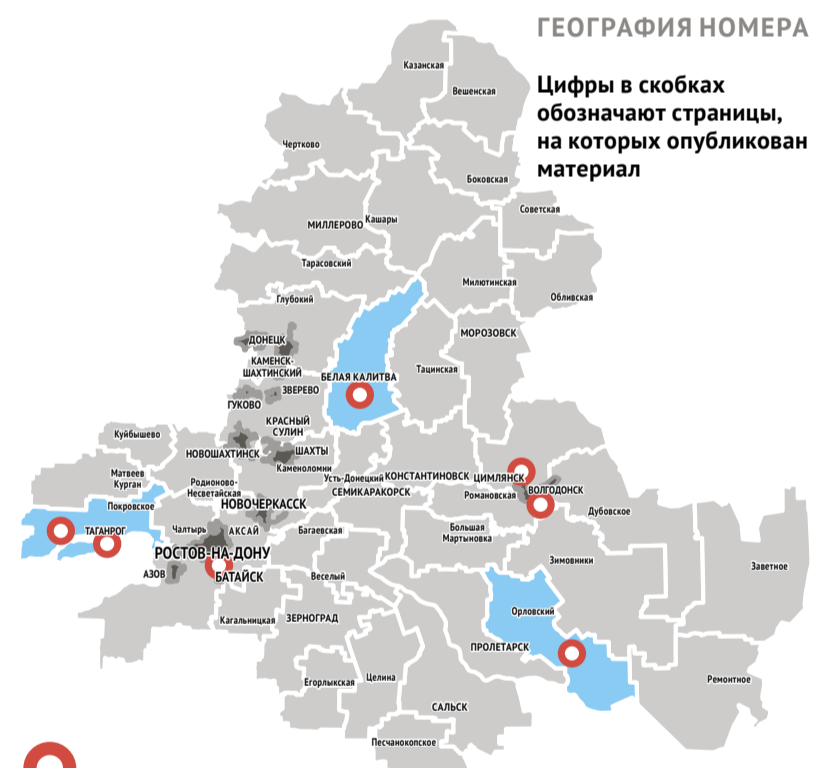 ГЕОГРАФИЯ НОМЕРА
Цифры в скобках
обозначают страницы,
на которых опубликован
материал
Казанская
Вешенская
Чертково
Боковская
Советская
МИЛЛЕРОВО
Кашары
Тарасовский
Милютинская
Обливская
Глубокий
МОРОЗОВСК
ДОНЕЦК
КАМЕНСК-
ШАХТИНСКИЙ
Тацинская
БЕЛАЯ КАЛИТВА
ЗВЕРЕВО
ГУКОВО
КРАСНЫЙ
СУЛИН
Куйбышево
НОВОШАХТИНСК
ШАХТЫ
Каменоломни
Матвеев
Курган
Родионово-
Несветайская
Усть-Донецкий
КОНСТАНТИНОВСК
ЦИМЛЯНСК
СЕМИКАРАКОРСК
Романовская
ВОЛГОДОНСК
Покровское
НОВОЧЕРКАССК
Дубовское
ТАГАНРОГ
Чалтырь
АКСАЙ
Багаевская
Большая
Мартыновка
РОСТОВ-НА-ДОНУ
Зимовники
Заветное
АЗОВ
БАТАЙСК
Веселый
Орловский
Кагальницкая
ЗЕРНОГРАД
ПРОЛЕТАРСК
Егорлыкская
Целина
Ремонтное
САЛЬСК
Песчанокопское